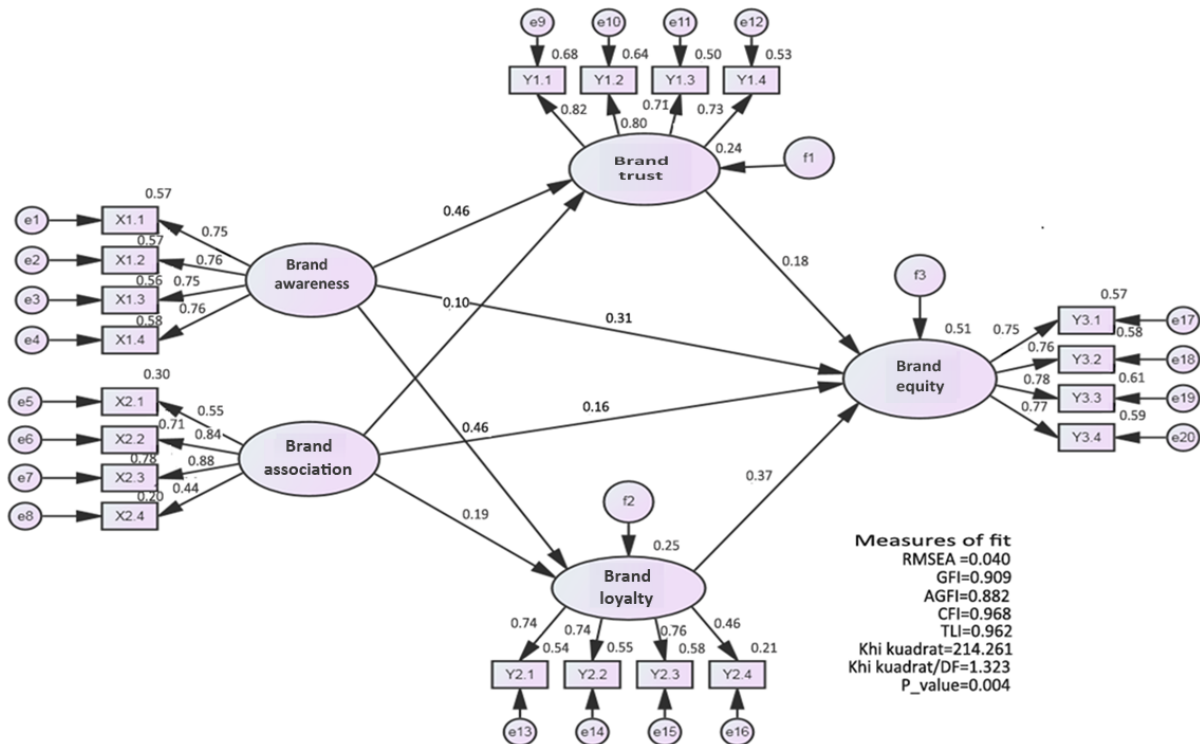 e9
e10
e11
e12
0.68
0.64
0.50
0.53
Y1.1
Y1.2
Y1.3
Y1.4
0.82
0.80
0.71
0.73
Brand
trust
0.24
f1
0.57
e1
X1.1
0.75
0.57
e2
X1.2
0.76
0.56
e3
X1.3
0.75
0.58
e4
X1.4
0.76
Brand
awareness
0.46
0.10
0.31
0.18
f3
0.51
Brand
equity
0.57
0.75
Y3.1
e17
0.58
0.76
Y3.2
e18
0.61
0.78
Y3.3
e19
0.59
0.77
Y3.4
e20
0.30
e5
X2.1
0.55
0.71
e6
X2.2
0.84
0.78
e7
X2.3
0.88
0.20
e8
X2.4
0.44
Brand
association
0.16
0.46
0.19
0.37
f2
0.25
Brand
loyalty
0.74
0.74
0.76
0.46
0.54
0.55
0.58
0.21
Y2.1
Y2.2
Y2.3
Y2.4
e13
e14
e15
e16
Measures of fit
RMSEA =0.040
GFI=0.909
AGFI=0.882
CFI=0.968
TLI=0.962
Khi kuadrat=214.261
Khi kuadrat/DF=1.323
P_value=0.004